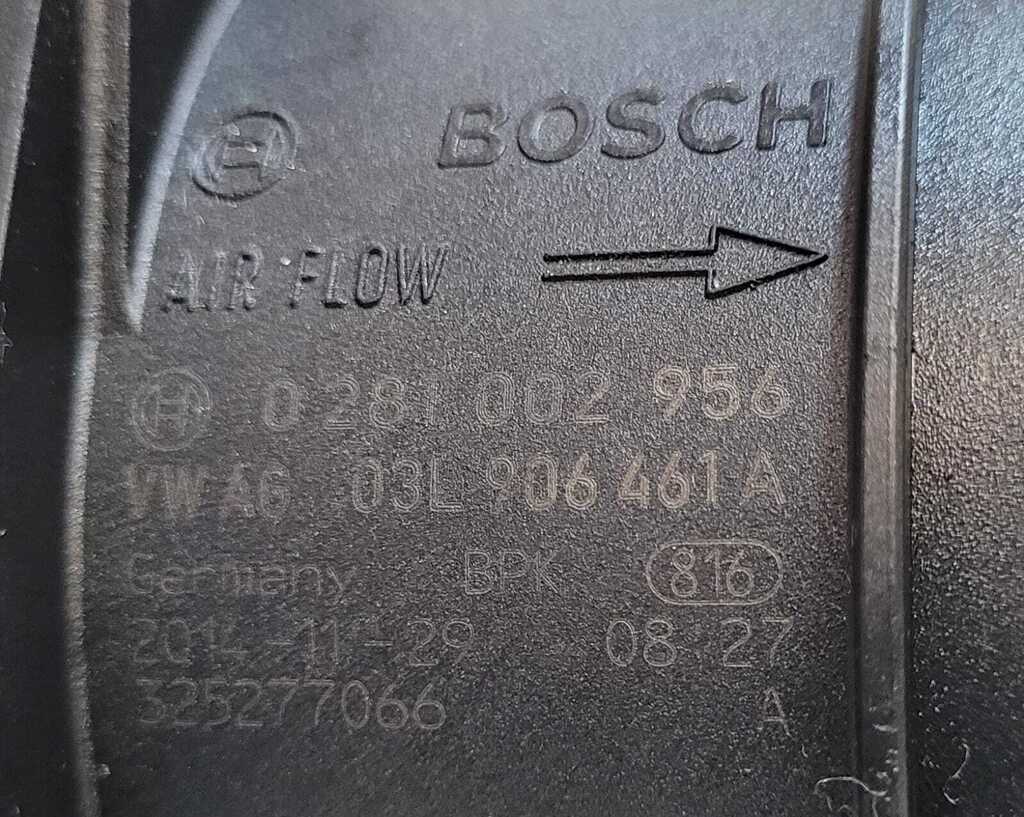 BOSCH
AIR FLOW
0 281 002 956
VW AG 03L 906 461 A
Germany BPK 816
2014-11-29 08 27
325277066 A